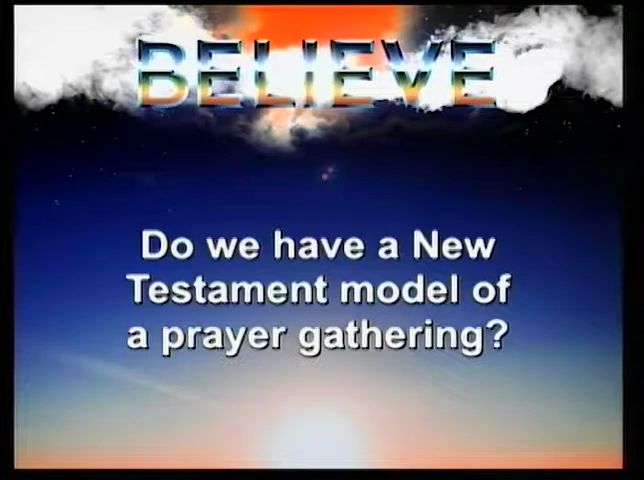 BELIEVE
Do we have a New
Testament model of
a prayer gathering?